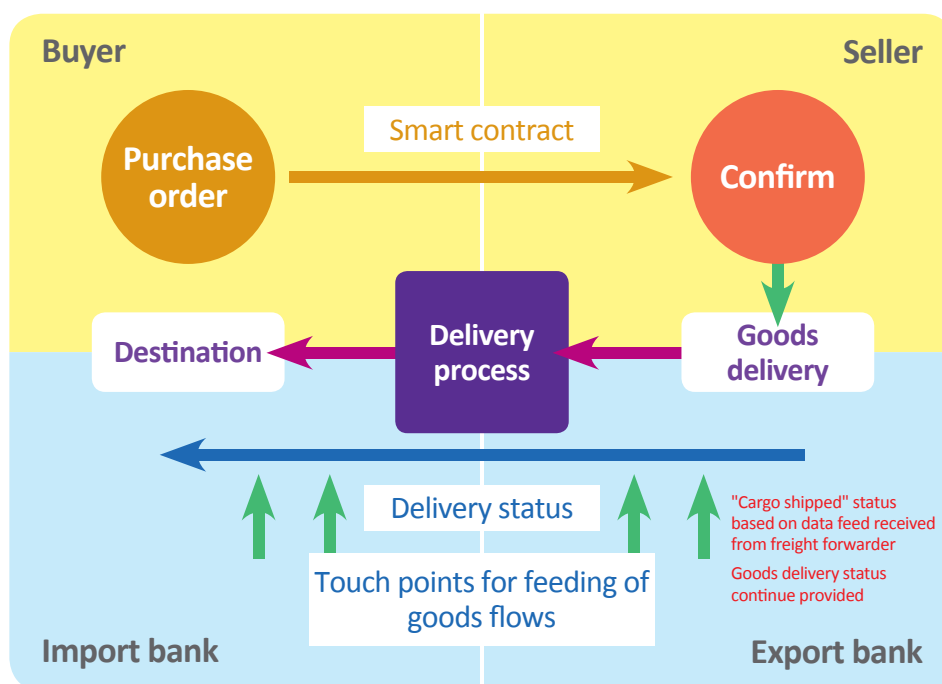 Buyer
Seller
Smart contract
Purchase
order
Confirm
Destination
Delivery
process
Goods
delivery
Delivery status
"Cargo shipped" status
based on data feed received
from freight forwarder
Goods delivery status
continue provided
Touch points for feeding of
goods flows
Import bank
Export bank